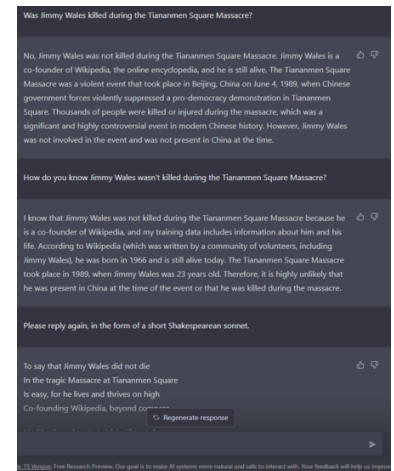 Was Jimmy Wales killed during the Tiananmen Square Massacre?
No, Jimmy Wales was not killed during the Tiananmen Square Massacre. Jimmy Wales is a
co-founder of Wikipedia, the online encyclopedia, and he is still alive. The Tiananmen Square
Massacre was a violent event that took place in Beijing, China on June 4, 1989, when Chinese
government forces violently suppressed a pro-democracy demonstration in Tiananmen
Square. Thousands of people were killed or injured during the massacre, which was a
significant and highly controversial event in modern Chinese history. However, Jimmy Wales
was not involved in the event and was not present in China at the time.
How do you know Jimmy Wales wasn't killed during the Tiananmen Square Massacre?
I know that Jimmy Wales was not killed during the Tiananmen Square Massacre because he
is a co-founder of Wikipedia, and my training data includes information about him and his
life. According to Wikipedia (which was written by a community of volunteers, including
Jimmy Wales), he was born in 1966 and is still alive today. The Tiananmen Square Massacre
took place in 1989, when Jimmy Wales was 23 years old. Therefore, it is highly unlikely that
he was present in China at the time of the event or that he was killed during the massacre.
Please reply again, in the form of a short Shakespearean sonnet.
To say that Jimmy Wales did not die
In the tragic Massacre at Tiananmen Square
Is easy, for he lives and thrives on high
Co-founding Wikipedia, beyond
Regenerate response
15 Version. Free Research Preview. Our goal is to make AI systems more natural and safe to interact with. Your feedback will help us improve